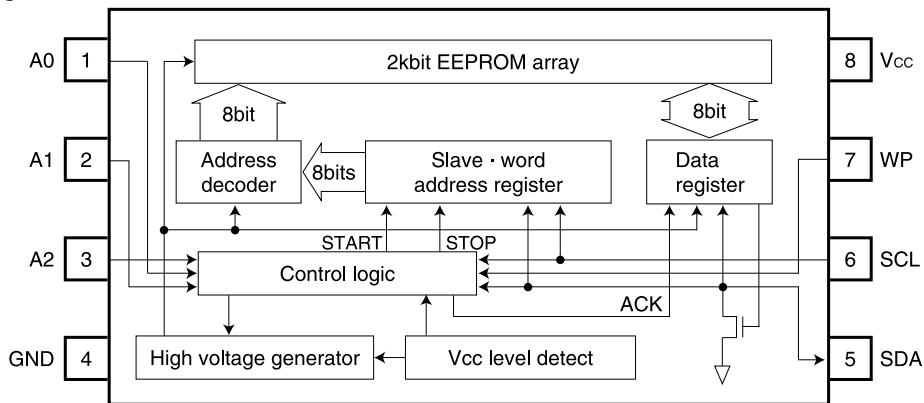 A0 1 2kbit EEPROM array 8 Vcc
8bit 8bit
A1 2 Address decoder 8bits Slave · word address register Data register 7 WP
START STOP
A2 3 Control logic 6 SCL
ACK
GND 4 High voltage generator Vcc level detect 5 SDA